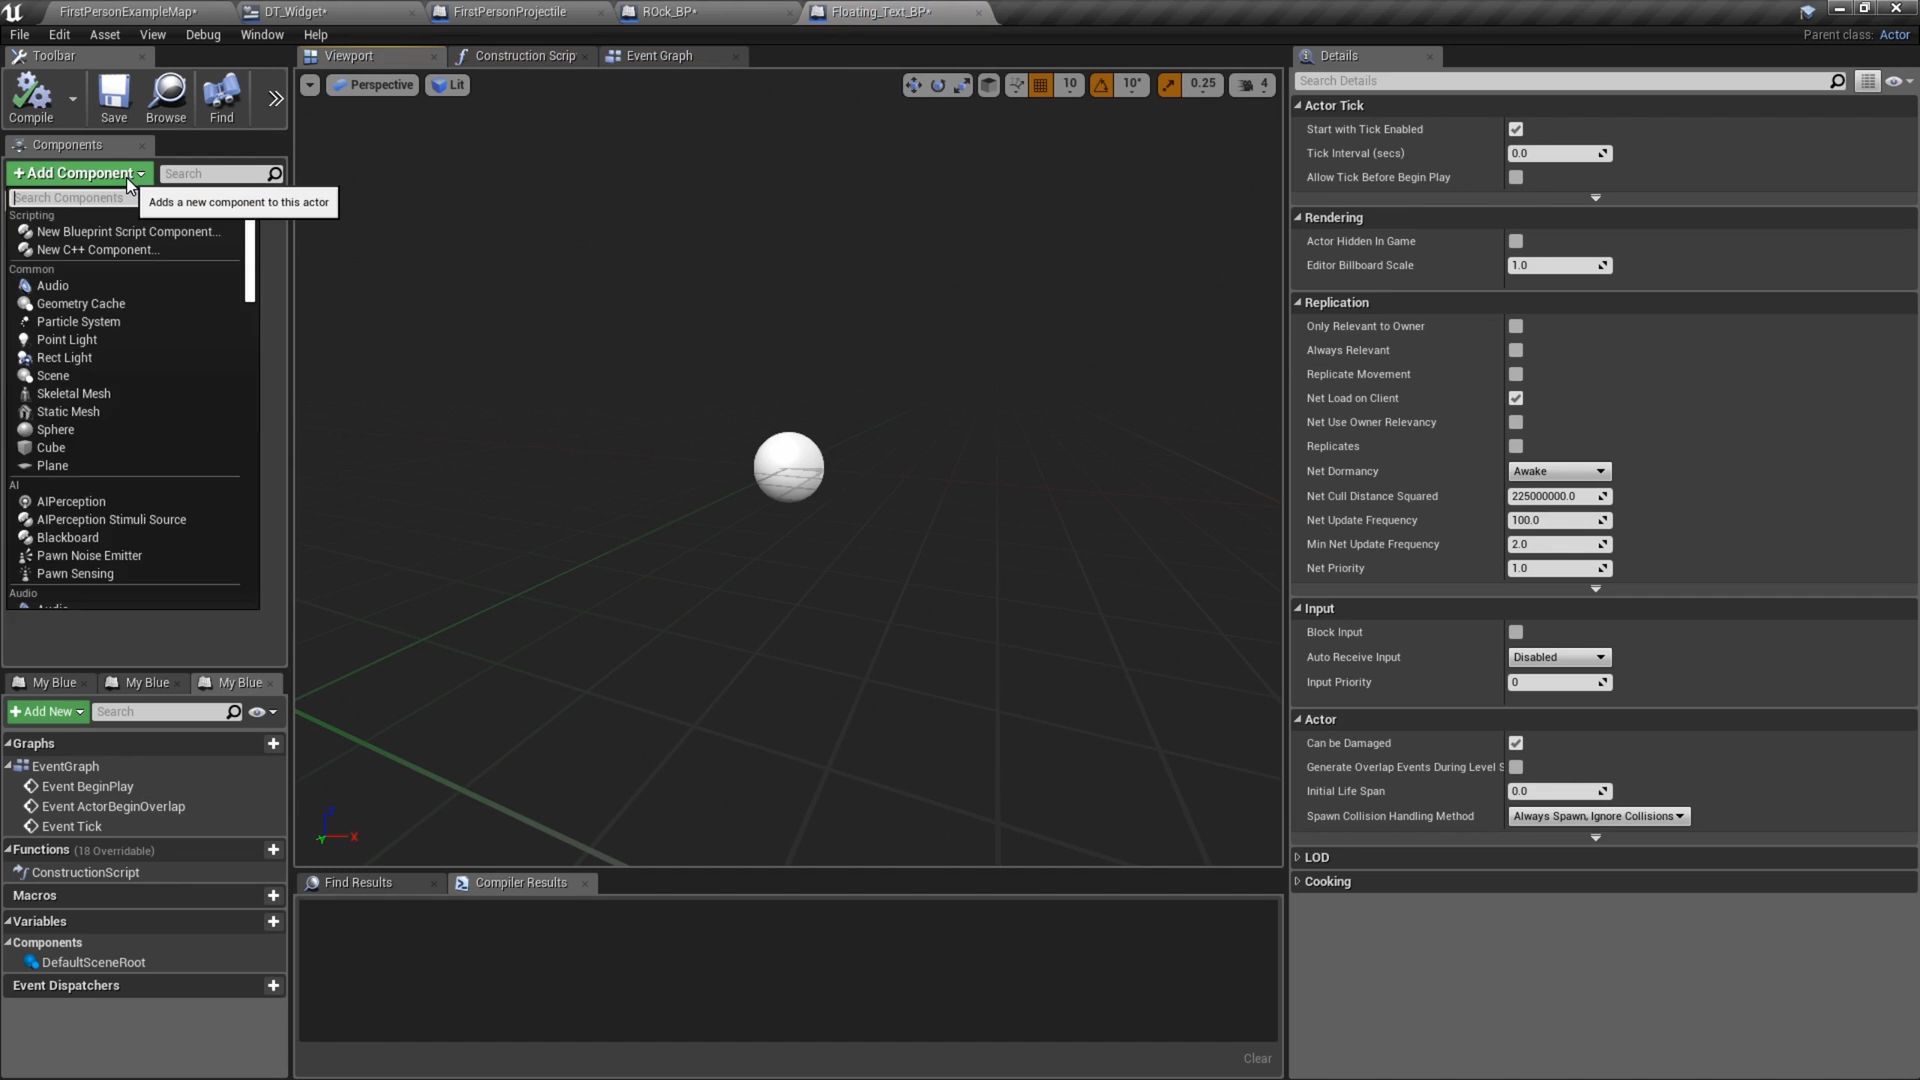 FirstPersonExampleMap*
DT_Widget*
FirstPersonProjectile
ROck_BP*
Floating_Text_BP*
File Edit Asset View Debug Window Help
Parent class: Actor
Toolbar
Compile
Save
Browse
Find
Components
+Add Component
Search
Search Components
Adds a new component to this actor
Scripting
New Blueprint Script Component...
New C++ Component...
Common
Audio
Geometry Cache
Particle System
Point Light
Rect Light
Scene
Skeletal Mesh
Static Mesh
Sphere
Cube
Plane
AI
AIPerception
AIPerception Stimuli Source
Blackboard
Pawn Noise Emitter
Pawn Sensing
Audio
My Blue
My Blue
My Blue
+Add New
Search
Graphs
EventGraph
Event BeginPlay
Event ActorBeginOverlap
Event Tick
Functions (18 Overridable)
ConstructionScript
Macros
Variables
Components
DefaultSceneRoot
Event Dispatchers
Viewport
Construction Scrip
Event Graph
Perspective
Lit
10
10°
0.25
4
X
Find Results
Compiler Results
Clear
Details
Search Details
Actor Tick
Start with Tick Enabled
Tick Interval (secs) 0.0
Allow Tick Before Begin Play
Rendering
Actor Hidden In Game
Editor Billboard Scale 1.0
Replication
Only Relevant to Owner
Always Relevant
Replicate Movement
Net Load on Client
Net Use Owner Relevancy
Replicates
Net Dormancy Awake
Net Cull Distance Squared 225000000.0
Net Update Frequency 100.0
Min Net Update Frequency 2.0
Net Priority 1.0
Input
Block Input
Auto Receive Input Disabled
Input Priority 0
Actor
Can be Damaged
Generate Overlap Events During Level S
Initial Life Span 0.0
Spawn Collision Handling Method Always Spawn, Ignore Collisions
LOD
Cooking